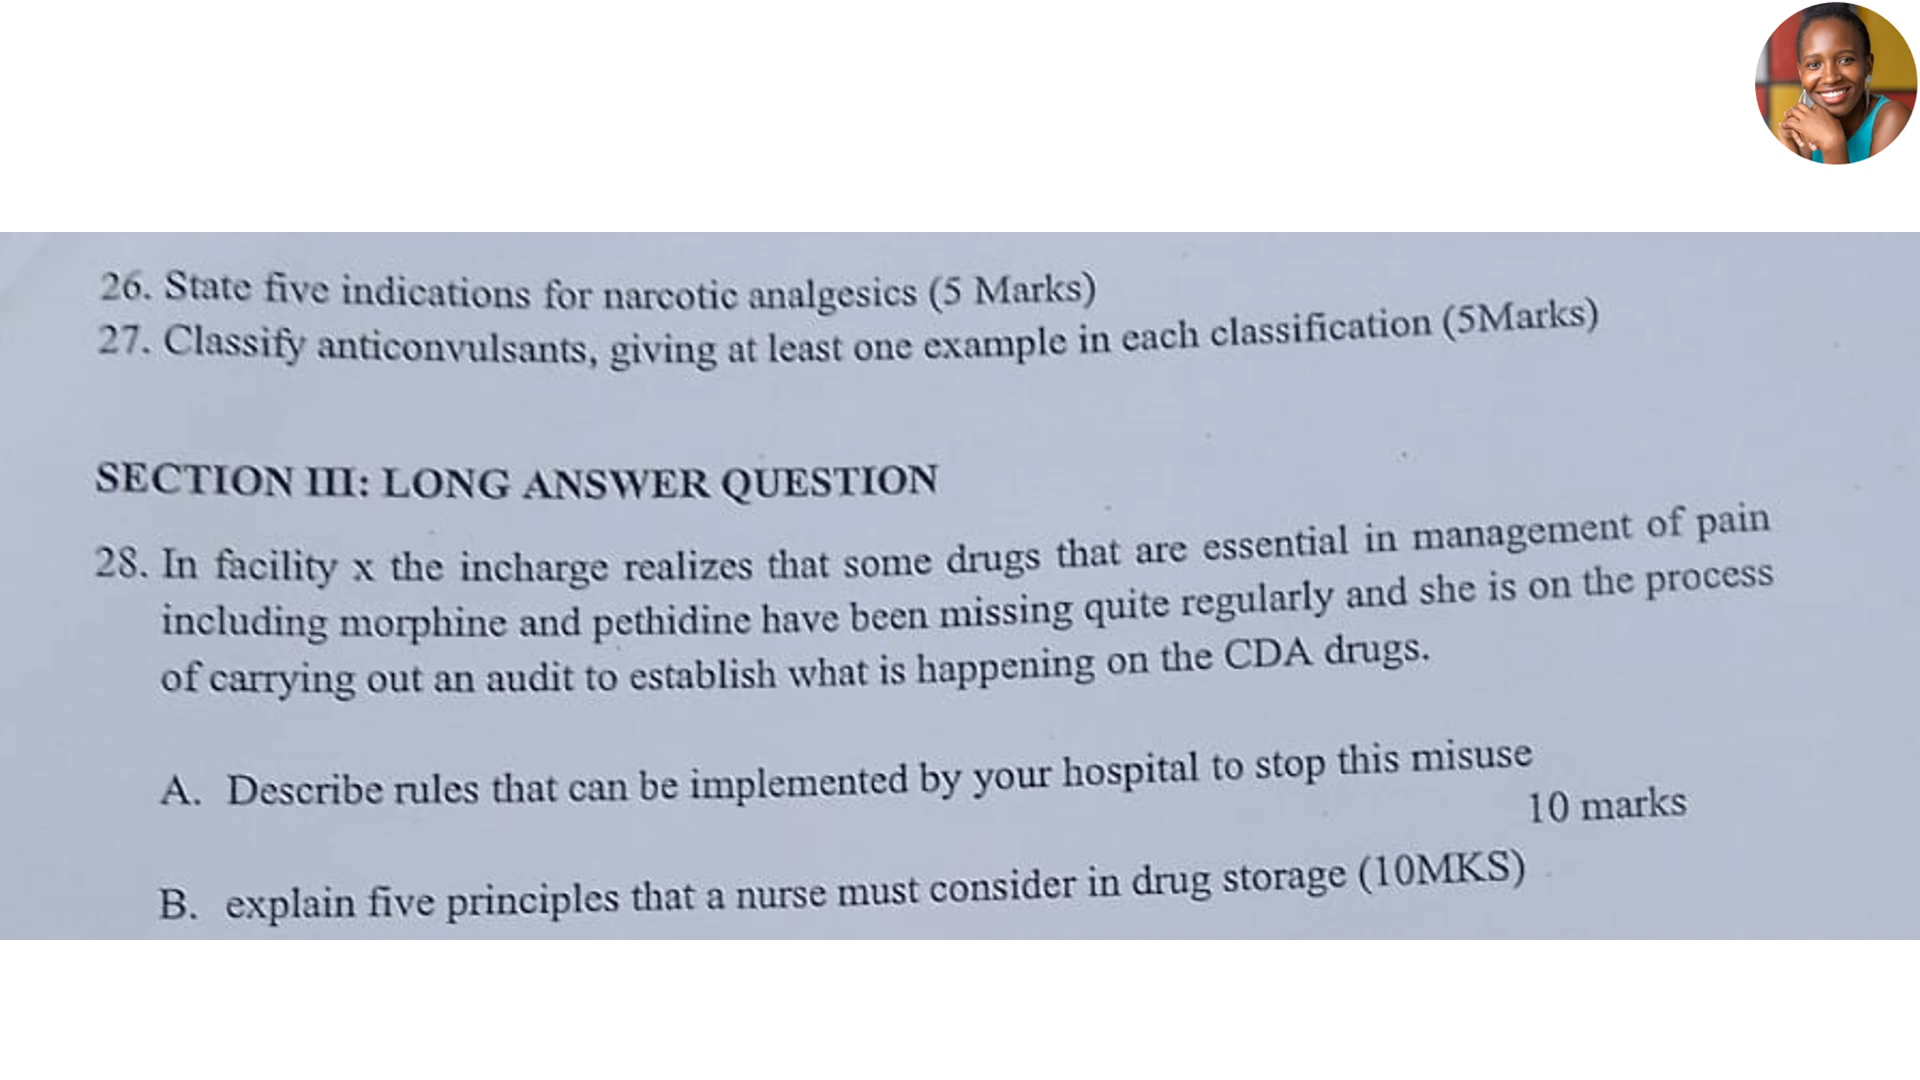 26. State five indications for narcotic analgesics (5 Marks)
27. Classify anticonvulsants, giving at least one example in each classification (5Marks)
SECTION III: LONG ANSWER QUESTION
28. In facility x the incharge realizes that some drugs that are essential in management of pain
including morphine and pethidine have been missing quite regularly and she is on the process
of carrying out an audit to establish what is happening on the CDA drugs.
A. Describe rules that can be implemented by your hospital to stop this misuse
10 marks
B. explain five principles that a nurse must consider in drug storage (10MKS)